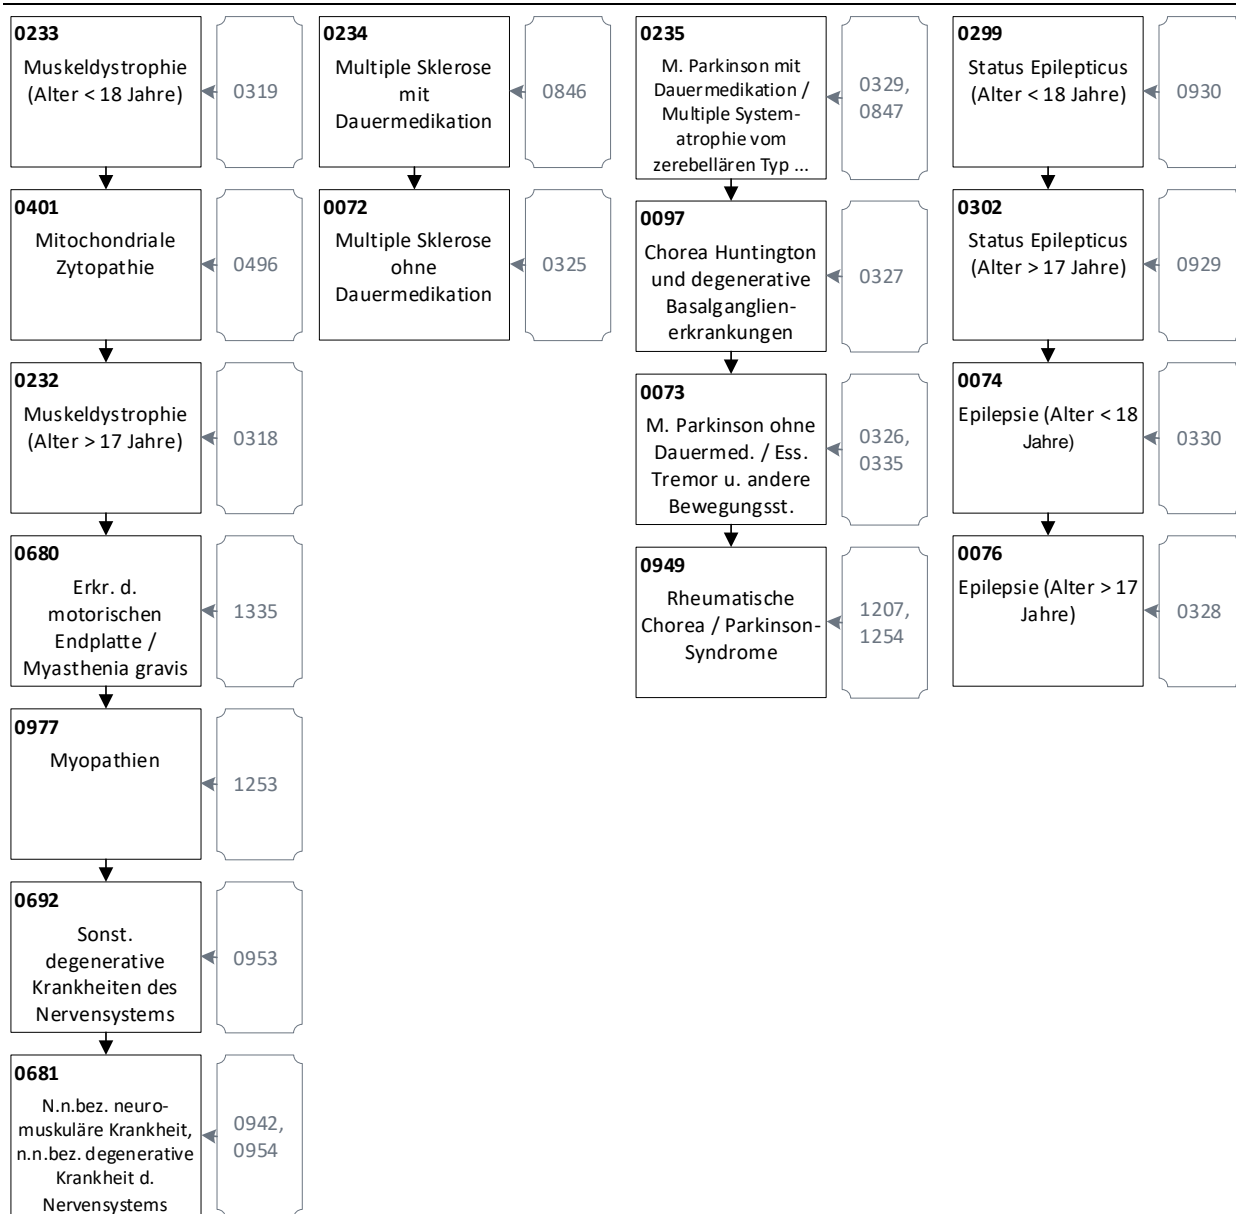 0233
Muskeldystrophie
(Alter < 18 Jahre)
0319
0401
Mitochondriale
Zytopathie
0496
0232
Muskeldystrophie
(Alter > 17 Jahre)
0318
0680
Erkr. d.
motorischen
Endplatte /
Myasthenia gravis
1335
0977
Myopathien
1253
0692
Sonst.
degenerative
Krankheiten des
Nervensystems
0953
0681
N.n.bez. neuro-
muskuläre Krankheit,
n.n.bez. degenerative
Krankheit d.
Nervensystems
0942,
0954
0234
Multiple Sklerose
mit
Dauermedikation
0846
0072
Multiple Sklerose
ohne
Dauermedikation
0325
0235
M. Parkinson mit
Dauermedikation /
Multiple System-
atrophie vom
zerebellären Typ ...
0329,
0847
0097
Chorea Huntington
und degenerative
Basalganglien-
erkrankungen
0327
0073
M. Parkinson ohne
Dauermed. / Ess.
Tremor u. andere
Bewegungsst.
0326,
0335
0949
Rheumatische
Chorea / Parkinson-
Syndrome
1207,
1254
0299
Status Epilepticus
(Alter < 18 Jahre)
0930
0302
Status Epilepticus
(Alter > 17 Jahre)
0929
0074
Epilepsie (Alter < 18
Jahre)
0330
0076
Epilepsie (Alter > 17
Jahre)
0328